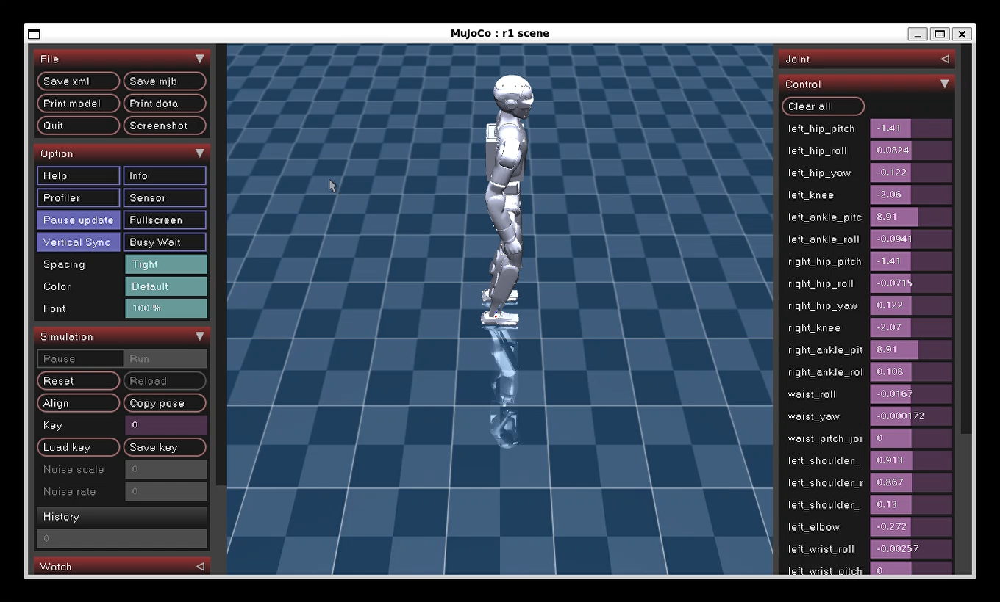 MuJoCo : r1 scene
File
Save xml Save mjb
Print model Print data
Quit Screenshot
Option
Help Info
Profiler Sensor
Pause update Fullscreen
Vertical Sync Busy Wait
Spacing Tight
Color Default
Font 100 %
Simulation
Pause Run
Reset Reload
Align Copy pose
Key 0
Load key Save key
Noise scale 0
Noise rate 0
History
0
Watch
Joint
Control
Clear all
left_hip_pitch -1.41
left_hip_roll 0.0824
left_hip_yaw -0.122
left_knee -2.06
left_ankle_pitc 8.91
left_ankle_roll -0.0941
right_hip_pitch -1.41
right_hip_roll -0.0715
right_hip_yaw 0.122
right_knee -2.07
right_ankle_pit 8.91
right_ankle_rol 0.108
waist_roll -0.0167
waist_yaw -0.000172
waist_pitch_joi 0
left_shoulder_ 0.913
left_shoulder_r 0.867
left_shoulder_ 0.13
left_elbow -0.272
left_wrist_roll -0.00257
left_wrist_pitch 0